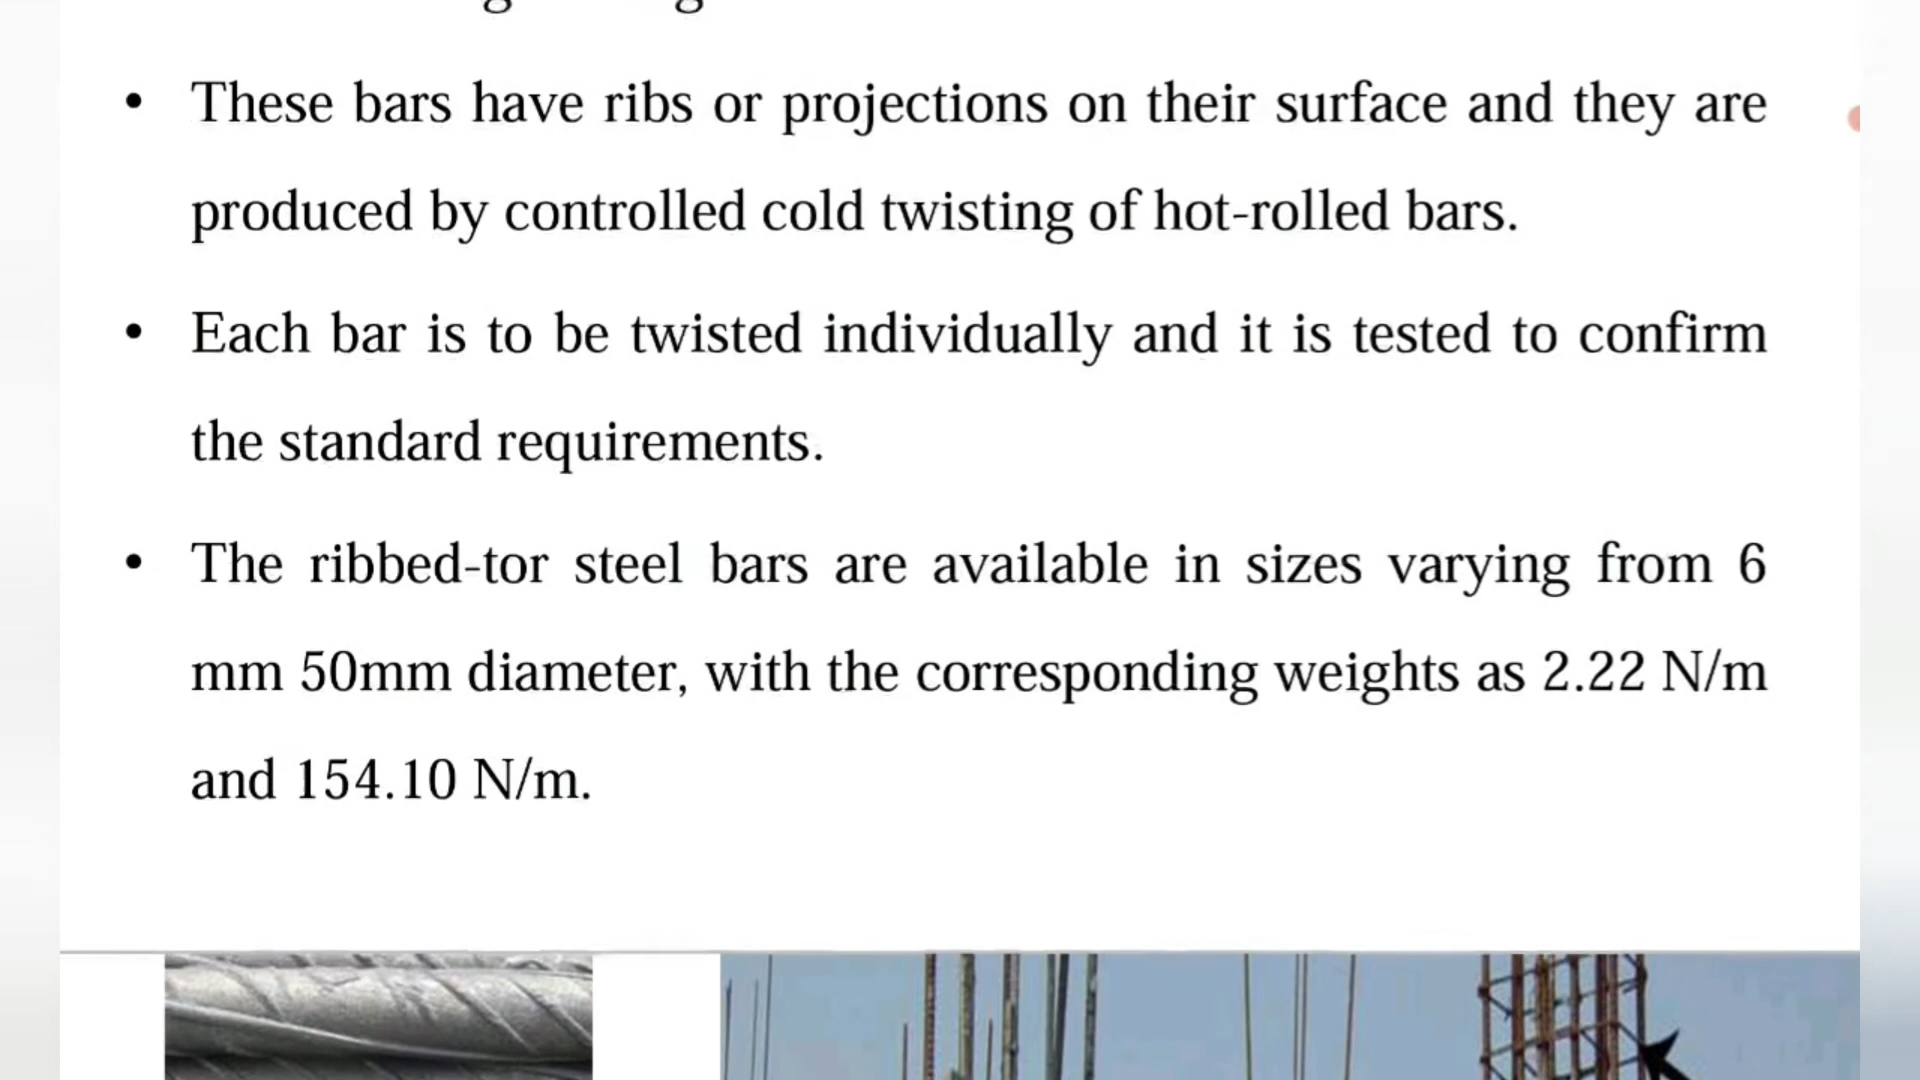 • These bars have ribs or projections on their surface and they are
produced by controlled cold twisting of hot-rolled bars.
• Each bar is to be twisted individually and it is tested to confirm
the standard requirements.
• The ribbed-tor steel bars are available in sizes varying from 6
mm 50mm diameter, with the corresponding weights as 2.22 N/m
and 154.10 N/m.